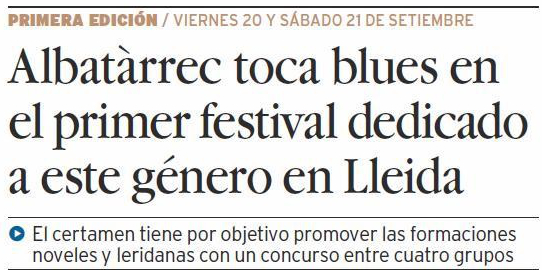 PRIMERA EDICIÓN / VIERNES 20 Y SÁBADO 21 DE SETIEMBRE
Albatàrrec toca blues en
el primer festival dedicado
a este género en Lleida
El certamen tiene por objetivo promover las formaciones
noveles y leridanas con un concurso entre cuatro grupos